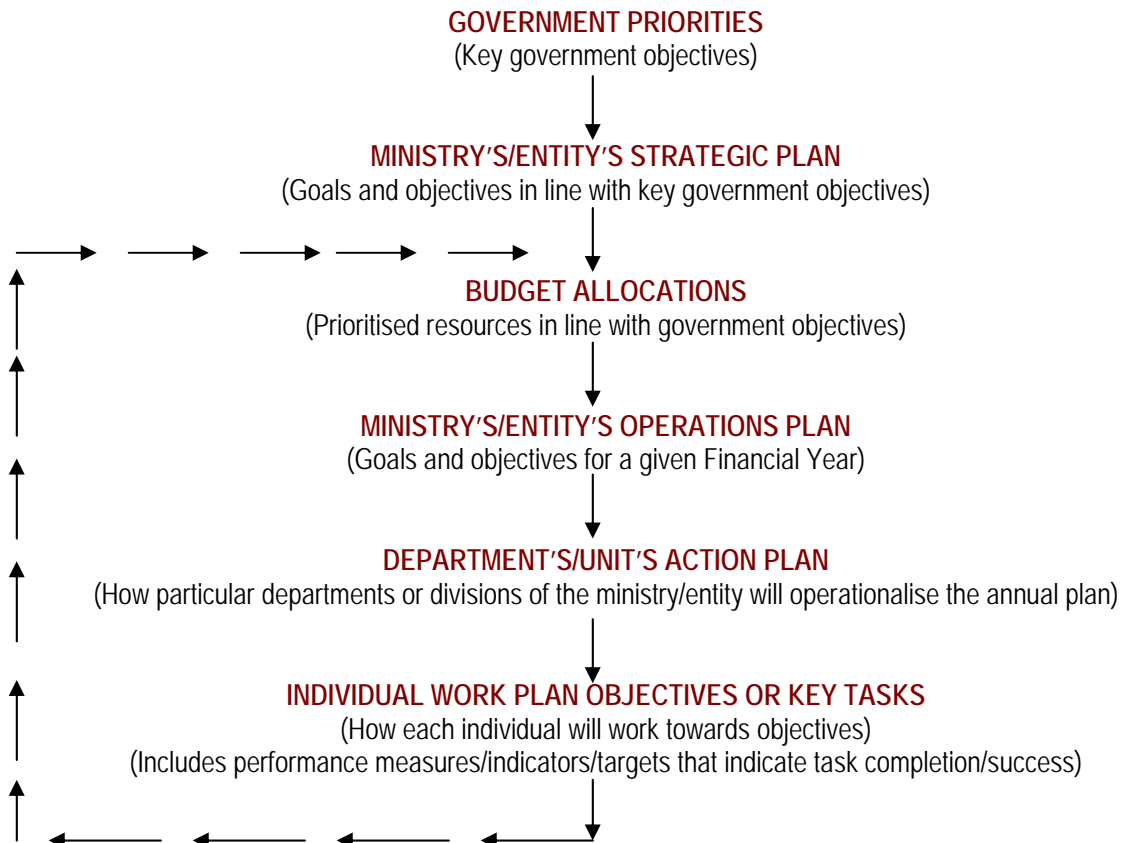 GOVERNMENT PRIORITIES
(Key government objectives)
MINISTRY'S/ENTITY'S STRATEGIC PLAN
(Goals and objectives in line with key government objectives)
BUDGET ALLOCATIONS
(Prioritised resources in line with government objectives)
MINISTRY'S/ENTITY'S OPERATIONS PLAN
(Goals and objectives for a given Financial Year)
DEPARTMENT'S/UNIT'S ACTION PLAN
(How particular departments or divisions of the ministry/entity will operationalise the annual plan)
INDIVIDUAL WORK PLAN OBJECTIVES OR KEY TASKS
(How each individual will work towards objectives)
(Includes performance measures/indicators/targets that indicate task completion/success)